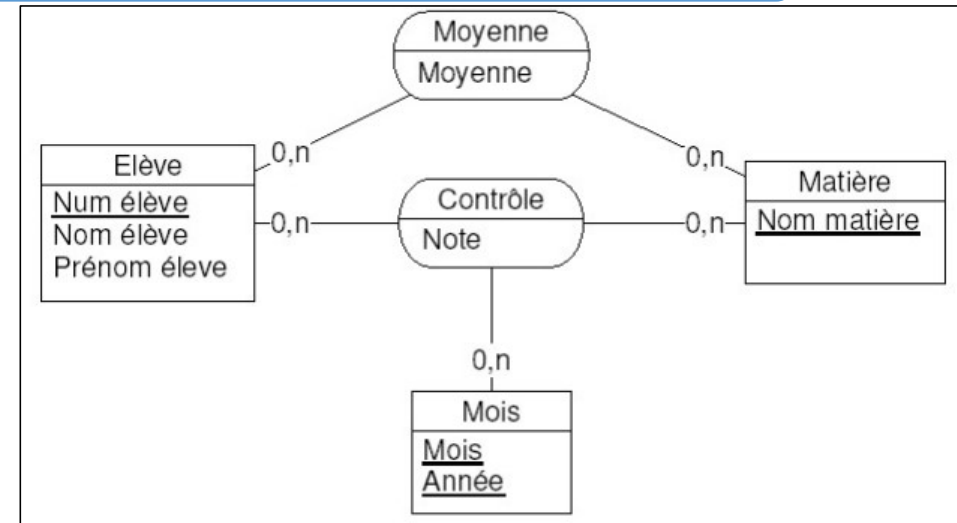 Moyenne
Moyenne
0,n
0,n
Elève
Num élève
Nom élève
Prénom éleve
0,n
Contrôle
Note
0,n
Matière
Nom matière
0,n
Mois
Mois
Année